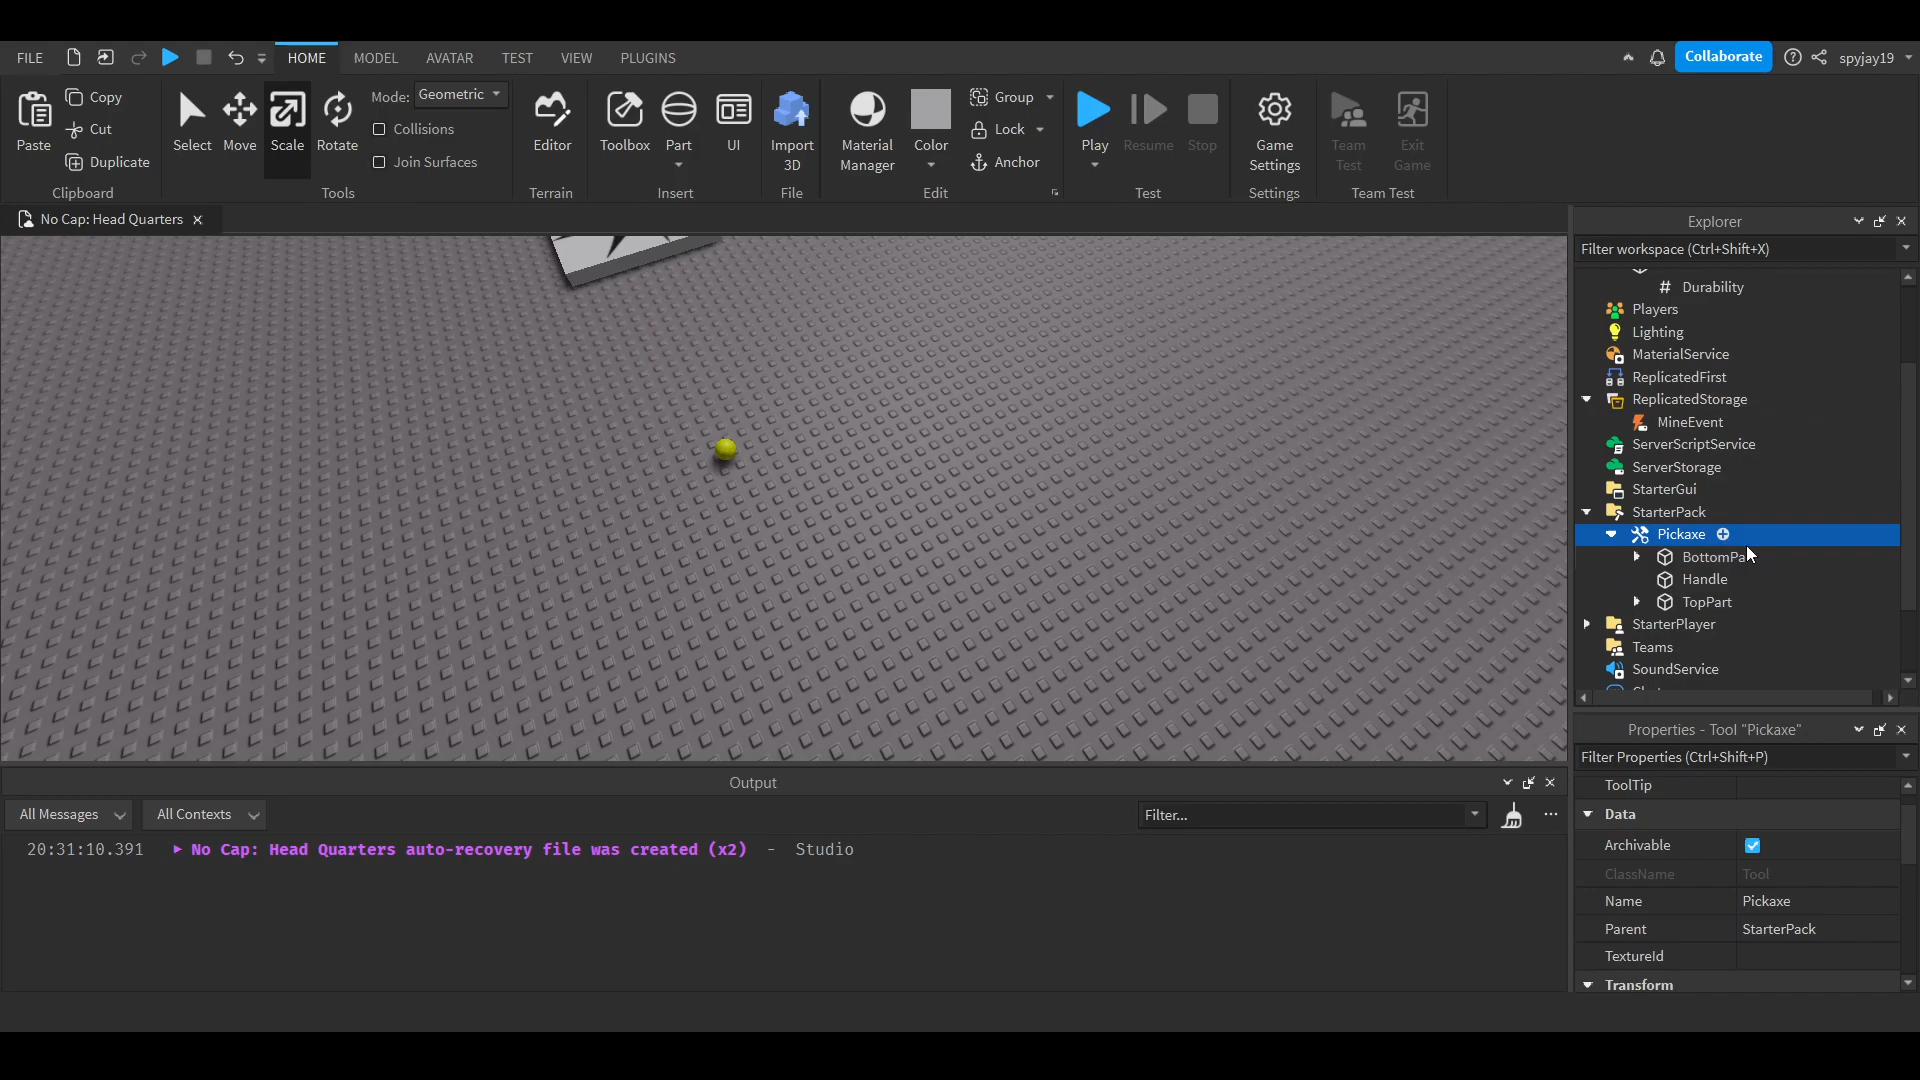 FILE HOME MODEL AVATAR TEST VIEW PLUGINS Collaborate spyjay19
Paste Copy Cut Duplicate Clipboard
Select Move Scale Rotate Mode: Geometric Collisions Join Surfaces Tools
Editor Terrain
Toolbox Part UI Insert
Import 3D File
Material Manager Color Group Lock Anchor Edit
Play Resume Stop Test
Game Settings Settings
Team Test Exit Game Team Test
No Cap: Head Quarters
Explorer
Filter workspace (Ctrl+Shift+X)
Durability
Players
Lighting
MaterialService
ReplicatedFirst
ReplicatedStorage
MineEvent
ServerScriptService
ServerStorage
StarterGui
StarterPack
Pickaxe
BottomPa
Handle
TopPart
StarterPlayer
Teams
SoundService
Properties - Tool "Pickaxe"
Filter Properties (Ctrl+Shift+P)
ToolTip
Data
Archivable
ClassName Tool
Name Pickaxe
Parent StarterPack
TextureId
Transform
Output
All Messages All Contexts Filter...
20:31:10.391 No Cap: Head Quarters auto-recovery file was created (x2) - Studio